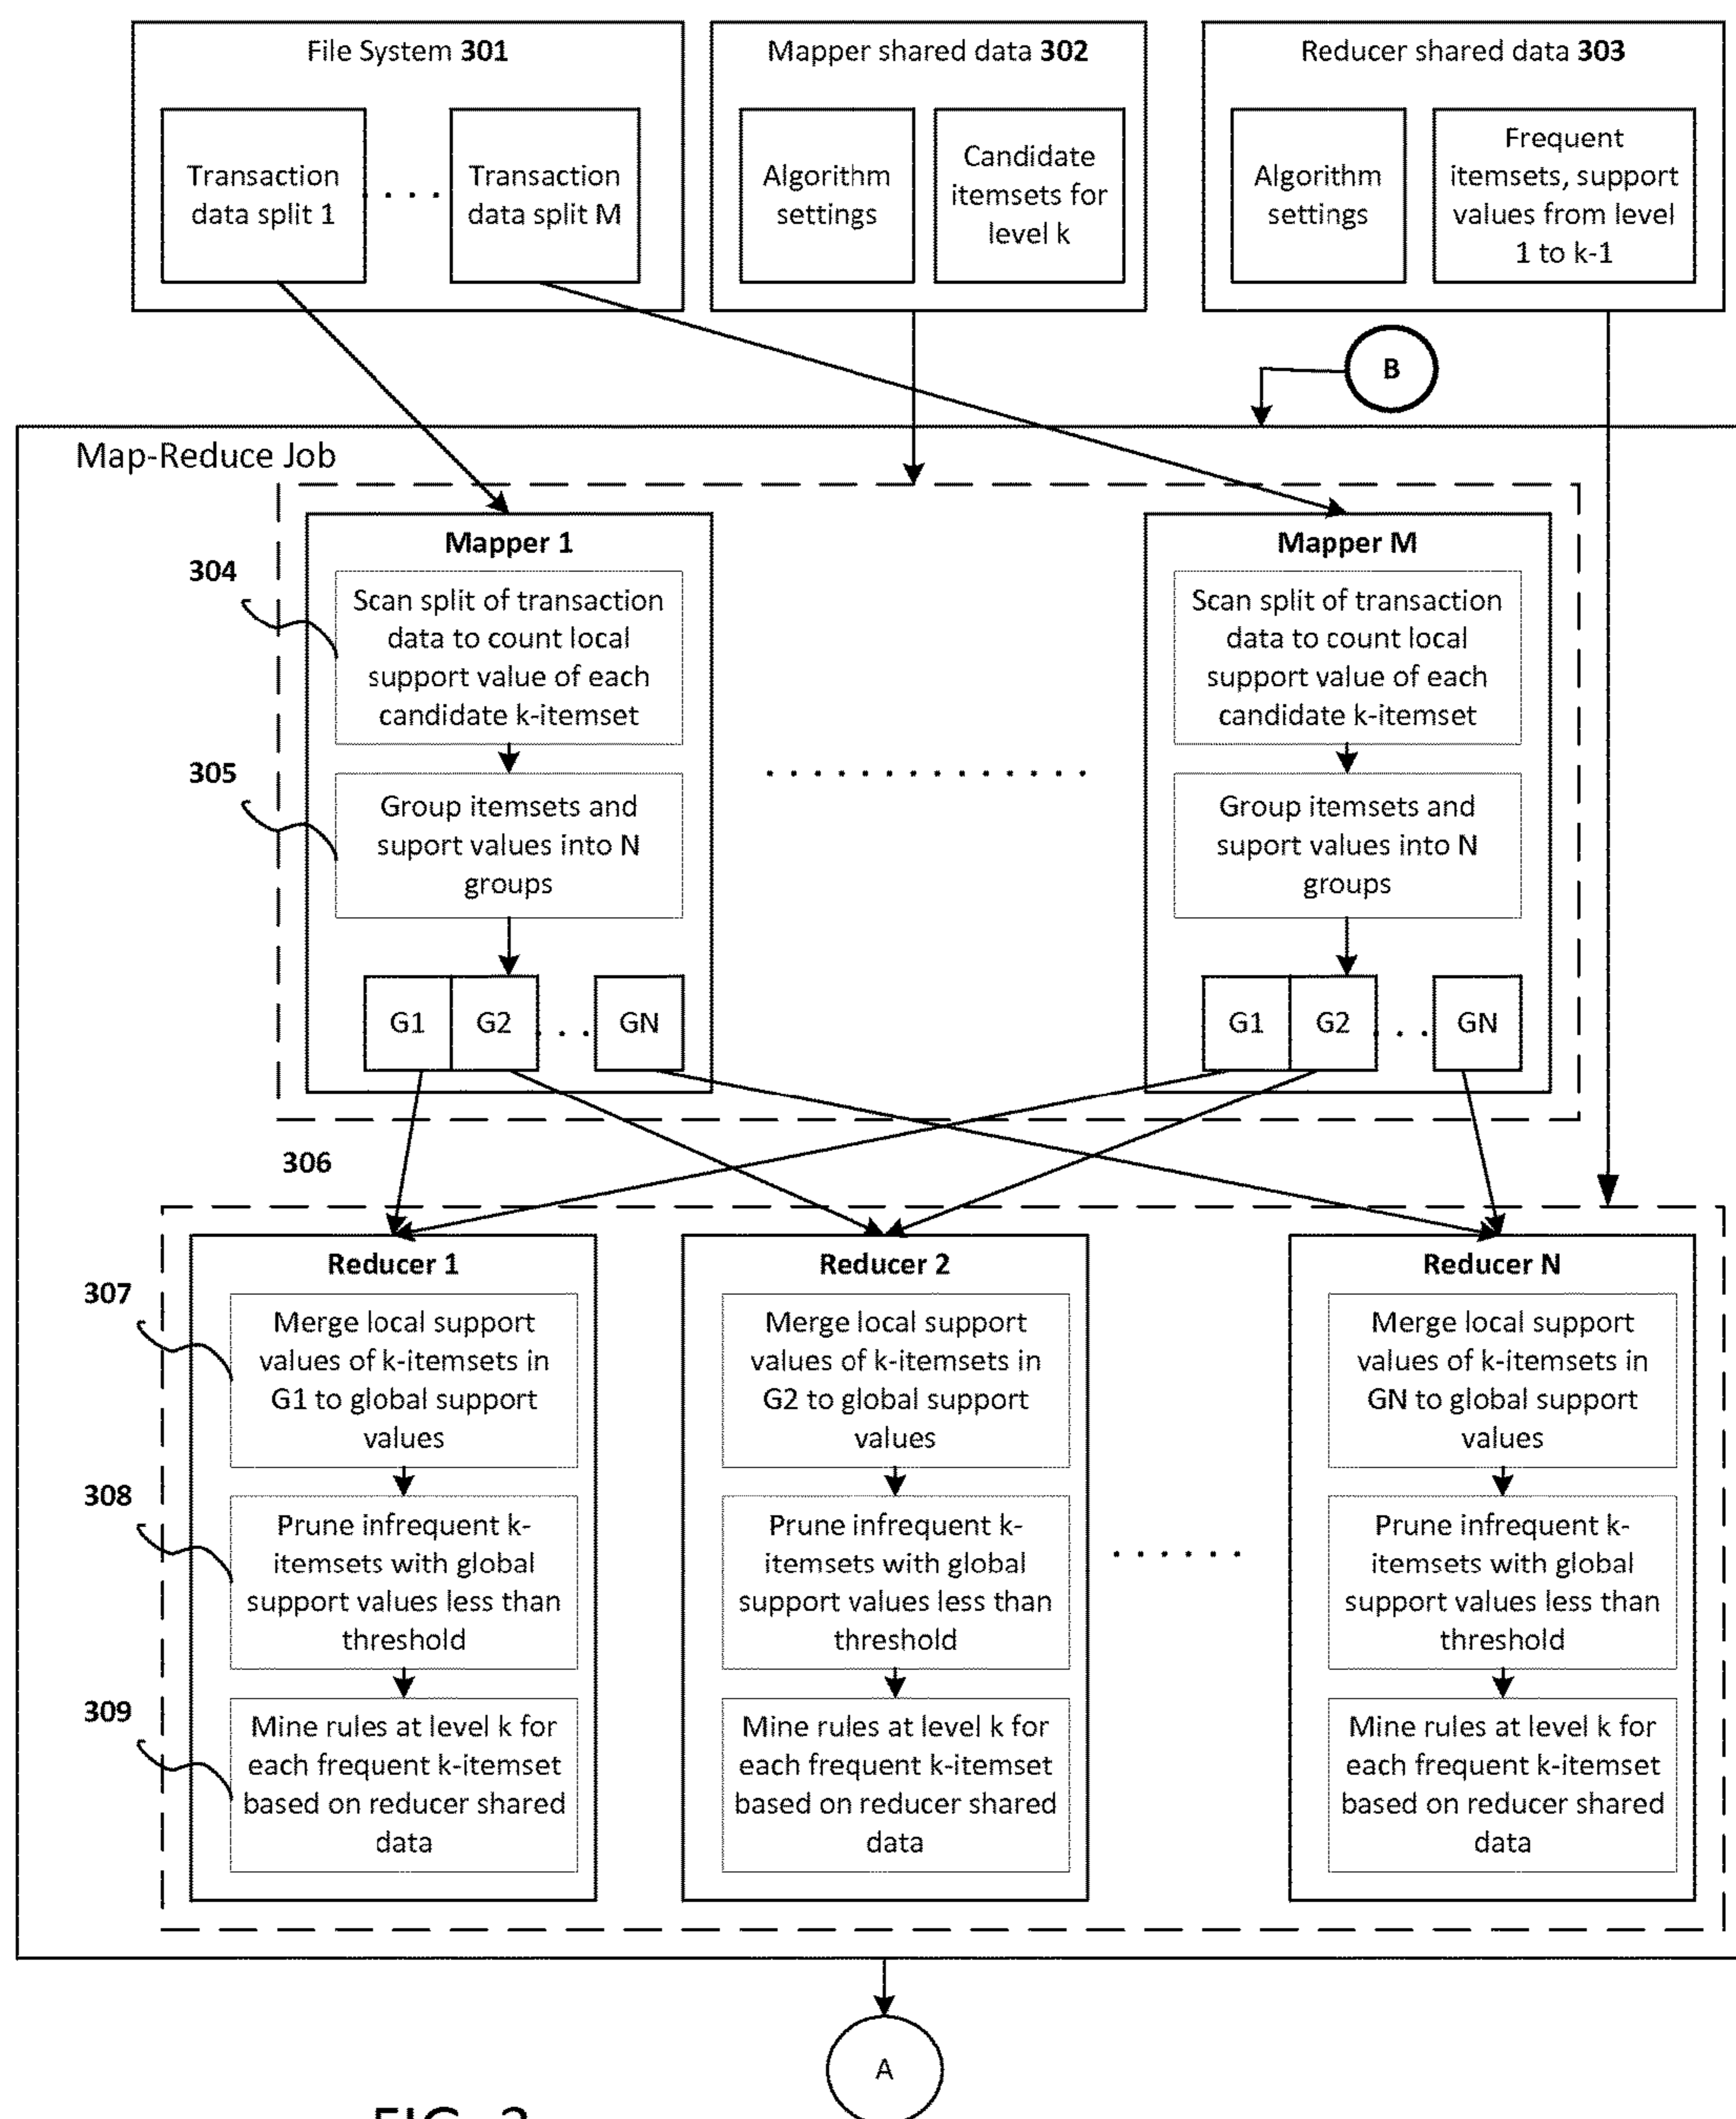 File System 301
Transaction
data split 1
. . . .
Transaction
data split M
Mapper shared data 302
Algorithm
settings
Candidate
itemsets for
level k
Reducer shared data 303
Algorithm
settings
Frequent
itemsets, support
values from level
1 to k-1
B
Map-Reduce Job
Mapper 1
304
Scan split of transaction
data to count local
support value of each
candidate k-itemset
305
Group itemsets and
suport values into N
groups
G1
G2
. . .
GN
. . . . . . . . . . . . . .
Mapper M
Scan split of transaction
data to count local
support value of each
candidate k-itemset
Group itemsets and
suport values into N
groups
G1
G2
. . .
GN
306
Reducer 1
307
Merge local support
values of k-itemsets in
G1 to global support
values
308
Prune infrequent k-
itemsets with global
support values less than
threshold
309
Mine rules at level k for
each frequent k-itemset
based on reducer shared
data
Reducer 2
Merge local support
values of k-itemsets in
G2 to global support
values
Prune infrequent k-
itemsets with global
support values less than
threshold
Mine rules at level k for
each frequent k-itemset
based on reducer shared
data
. . . . . .
Reducer N
Merge local support
values of k-itemsets in
GN to global support
values
Prune infrequent k-
itemsets with global
support values less than
threshold
Mine rules at level k for
each frequent k-itemset
based on reducer shared
data
A
FIG.